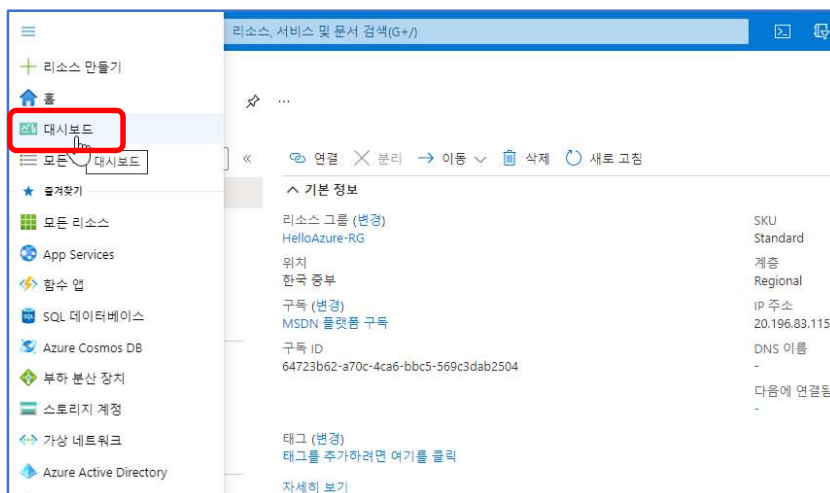 리소스, 서비스 및 문서 검색(G+/)
리소스 만들기
홈
대시보드
모든
대시보드
즐겨찾기
모든 리소스
App Services
함수 앱
SQL 데이터베이스
Azure Cosmos DB
부하 분산 장치
스토리지 계정
가상 네트워크
Azure Active Directory
...
«
연결 분리 이동 삭제 새로 고침
기본 정보
리소스 그룹 (변경)
HelloAzure-RG
위치
한국 중부
구독 (변경)
MSDN 플랫폼 구독
구독 ID
64723b62-a70c-4ca6-bbc5-569c3dab2504
태그 (변경)
태그를 추가하려면 여기를 클릭
자세히 보기
SKU
Standard
계층
Regional
IP 주소
20.196.83.115
DNS 이름
-
다음에 연결됨
-